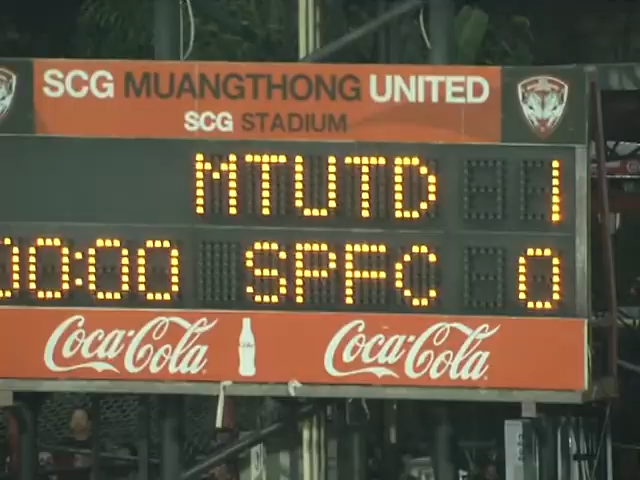 SCG MUANGTHONG UNITED
SCG STADIUM
MTUTD 1
00:00 SPFC 0
Coca-Cola Coca-Cola